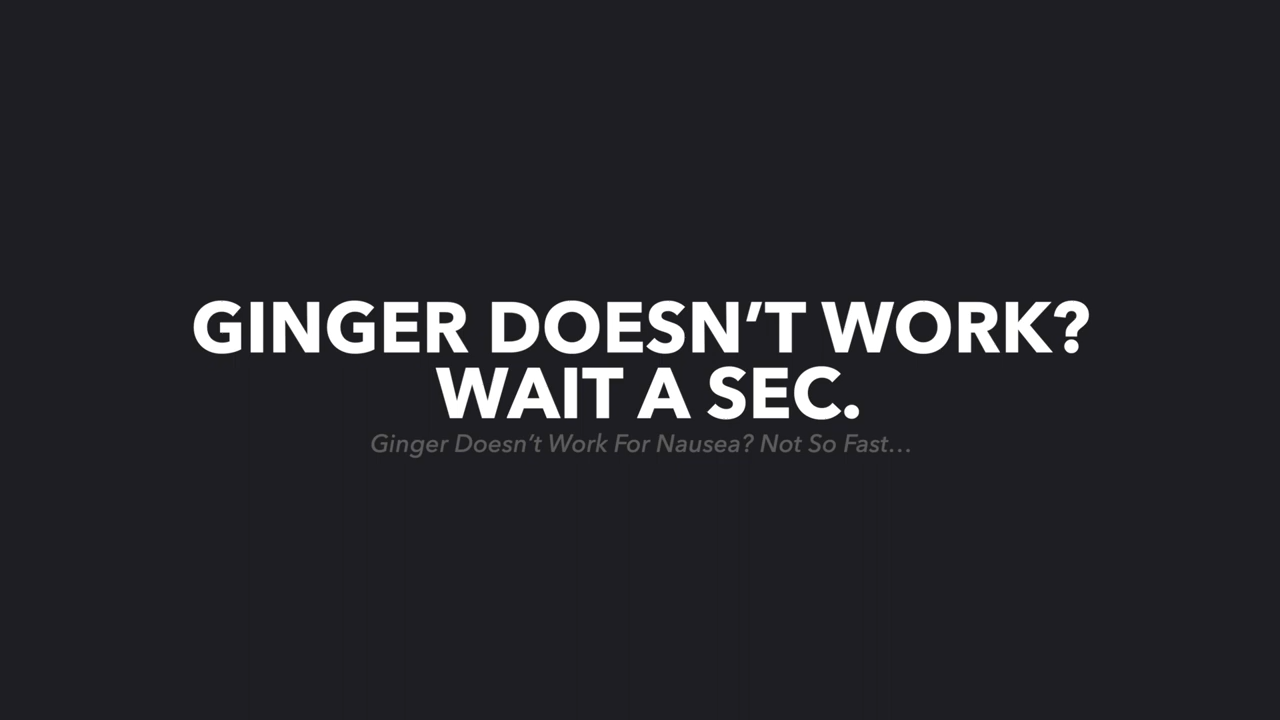 GINGER DOESN’T WORK?
WAIT A SEC.
Ginger Doesn’t Work For Nausea? Not So Fast…